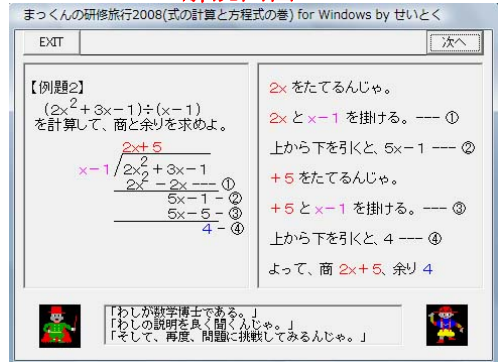 まっくんの研修旅行2008(式の計算と方程式の巻) for Windows by せいとく
EXIT
次へ
【例題2】
(2x²+3x−1)÷(x−1)
を計算して、商と余りを求めよ。
2x+5
x−1/2x²+3x−1
2x²−2x --- ①
5x−1 − ②
5x−5 − ③
4 − ④
2x をたてるんじゃ。
2x と x−1 を掛ける。--- ①
上から下を引くと、5x−1 --- ②
+5 をたてるんじゃ。
+5 と x−1 を掛ける。--- ③
上から下を引くと、4 --- ④
よって、商 2x+5、余り 4
「わしが数学博士である。」
「わしの説明を良く聞くんじゃ。」
「そして、再度、問題に挑戦してみるんじゃ。」